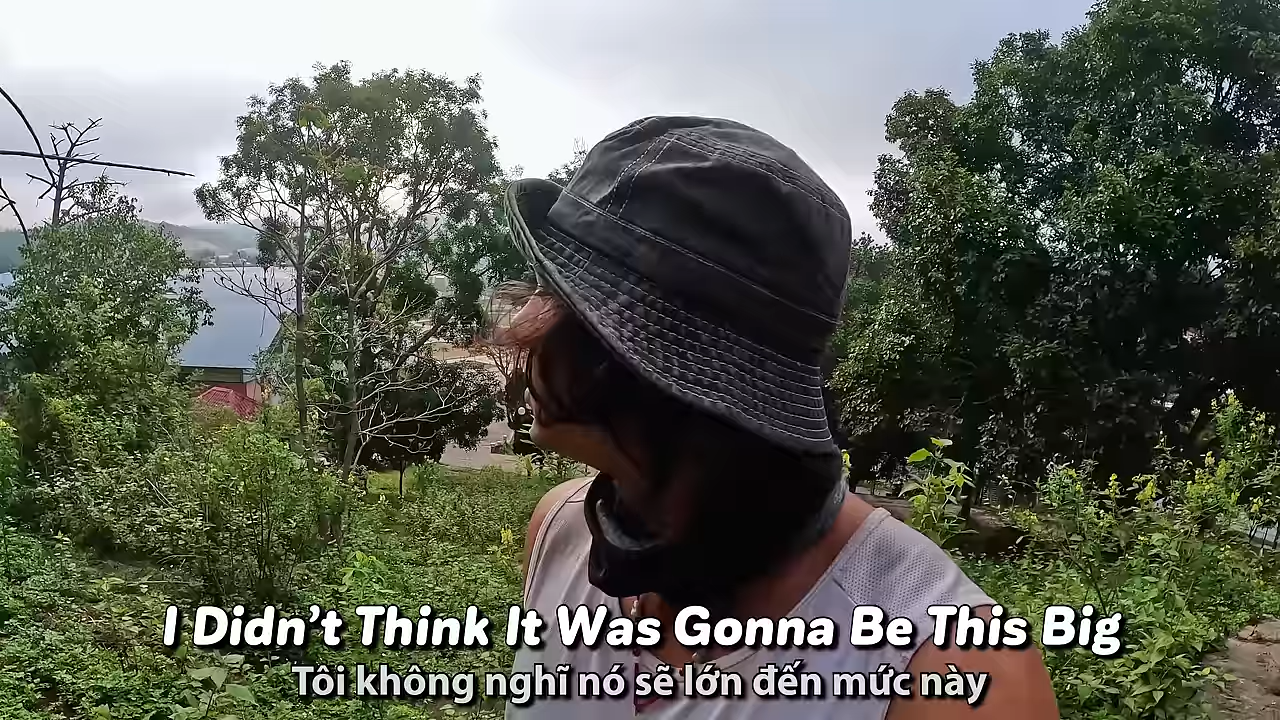 I Didn't Think It Was Gonna Be This Big
Tôi không nghĩ nó sẽ lớn đến mức này